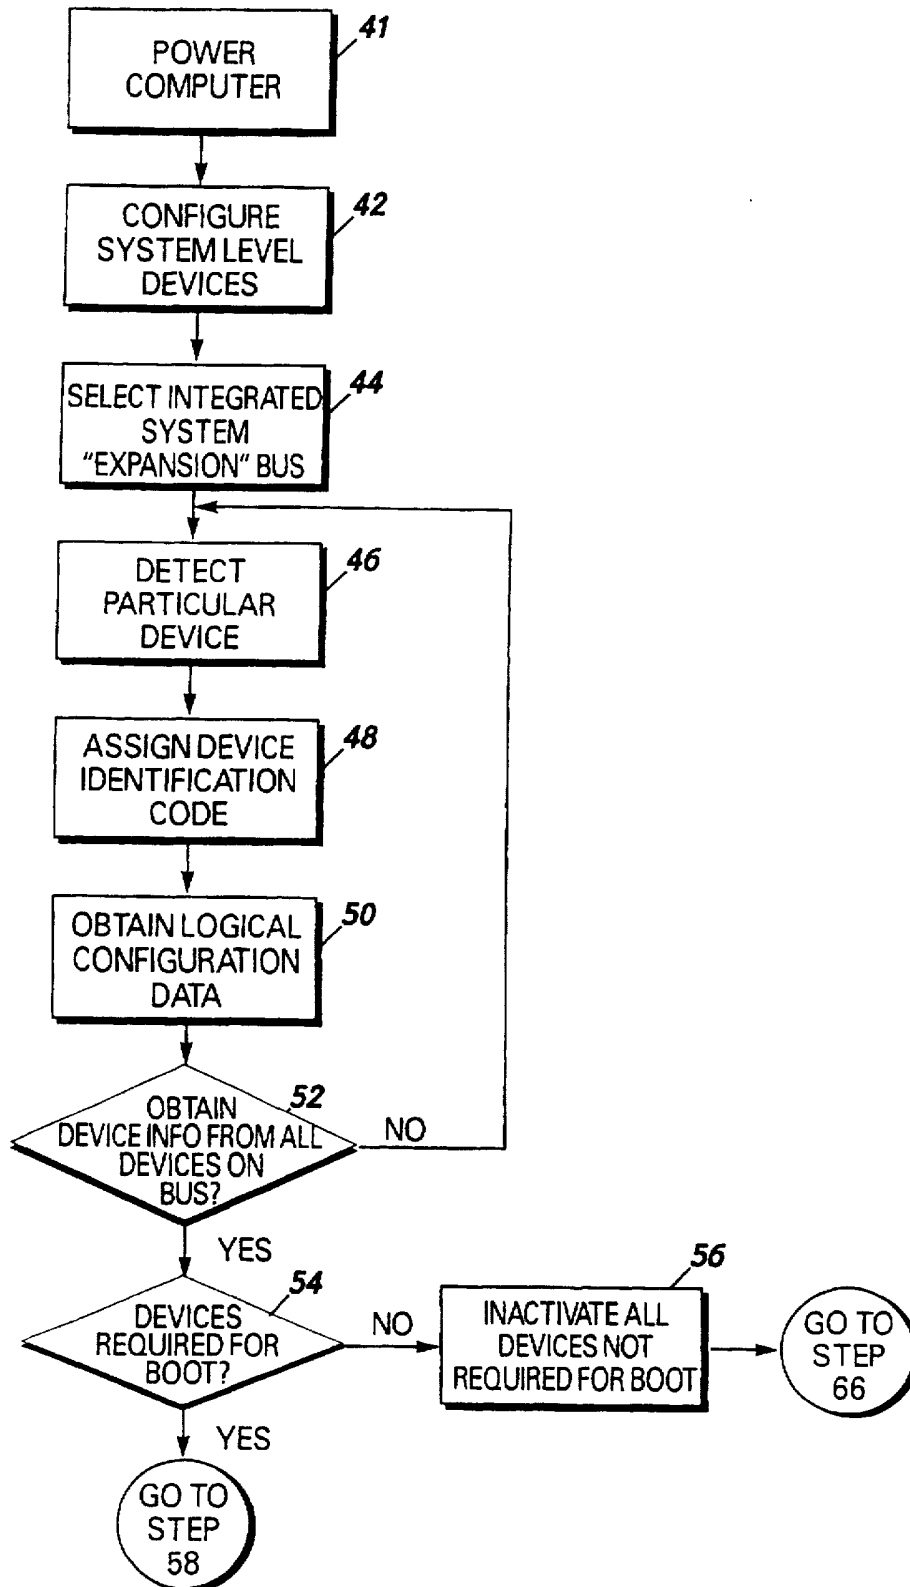 POWER
COMPUTER
41
CONFIGURE
SYSTEM LEVEL
DEVICES
42
SELECT INTEGRATED
SYSTEM
"EXPANSION" BUS
44
DETECT
PARTICULAR
DEVICE
46
ASSIGN DEVICE
IDENTIFICATION
CODE
48
OBTAIN LOGICAL
CONFIGURATION
DATA
50
OBTAIN
DEVICE INFO FROM ALL
DEVICES ON
BUS?
52
NO
YES
DEVICES
REQUIRED FOR
BOOT?
54
NO
INACTIVATE ALL
DEVICES NOT
REQUIRED FOR BOOT
56
GO TO
STEP
66
YES
GO TO
STEP
58